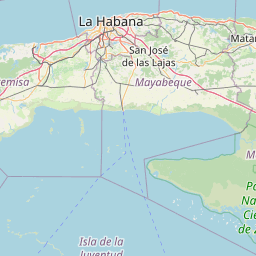 La Habana
San José
de las Lajas
Matan
emisa
Mayabeque
M
Pa
Na
Cie
de Z
Isla de la
Juventud